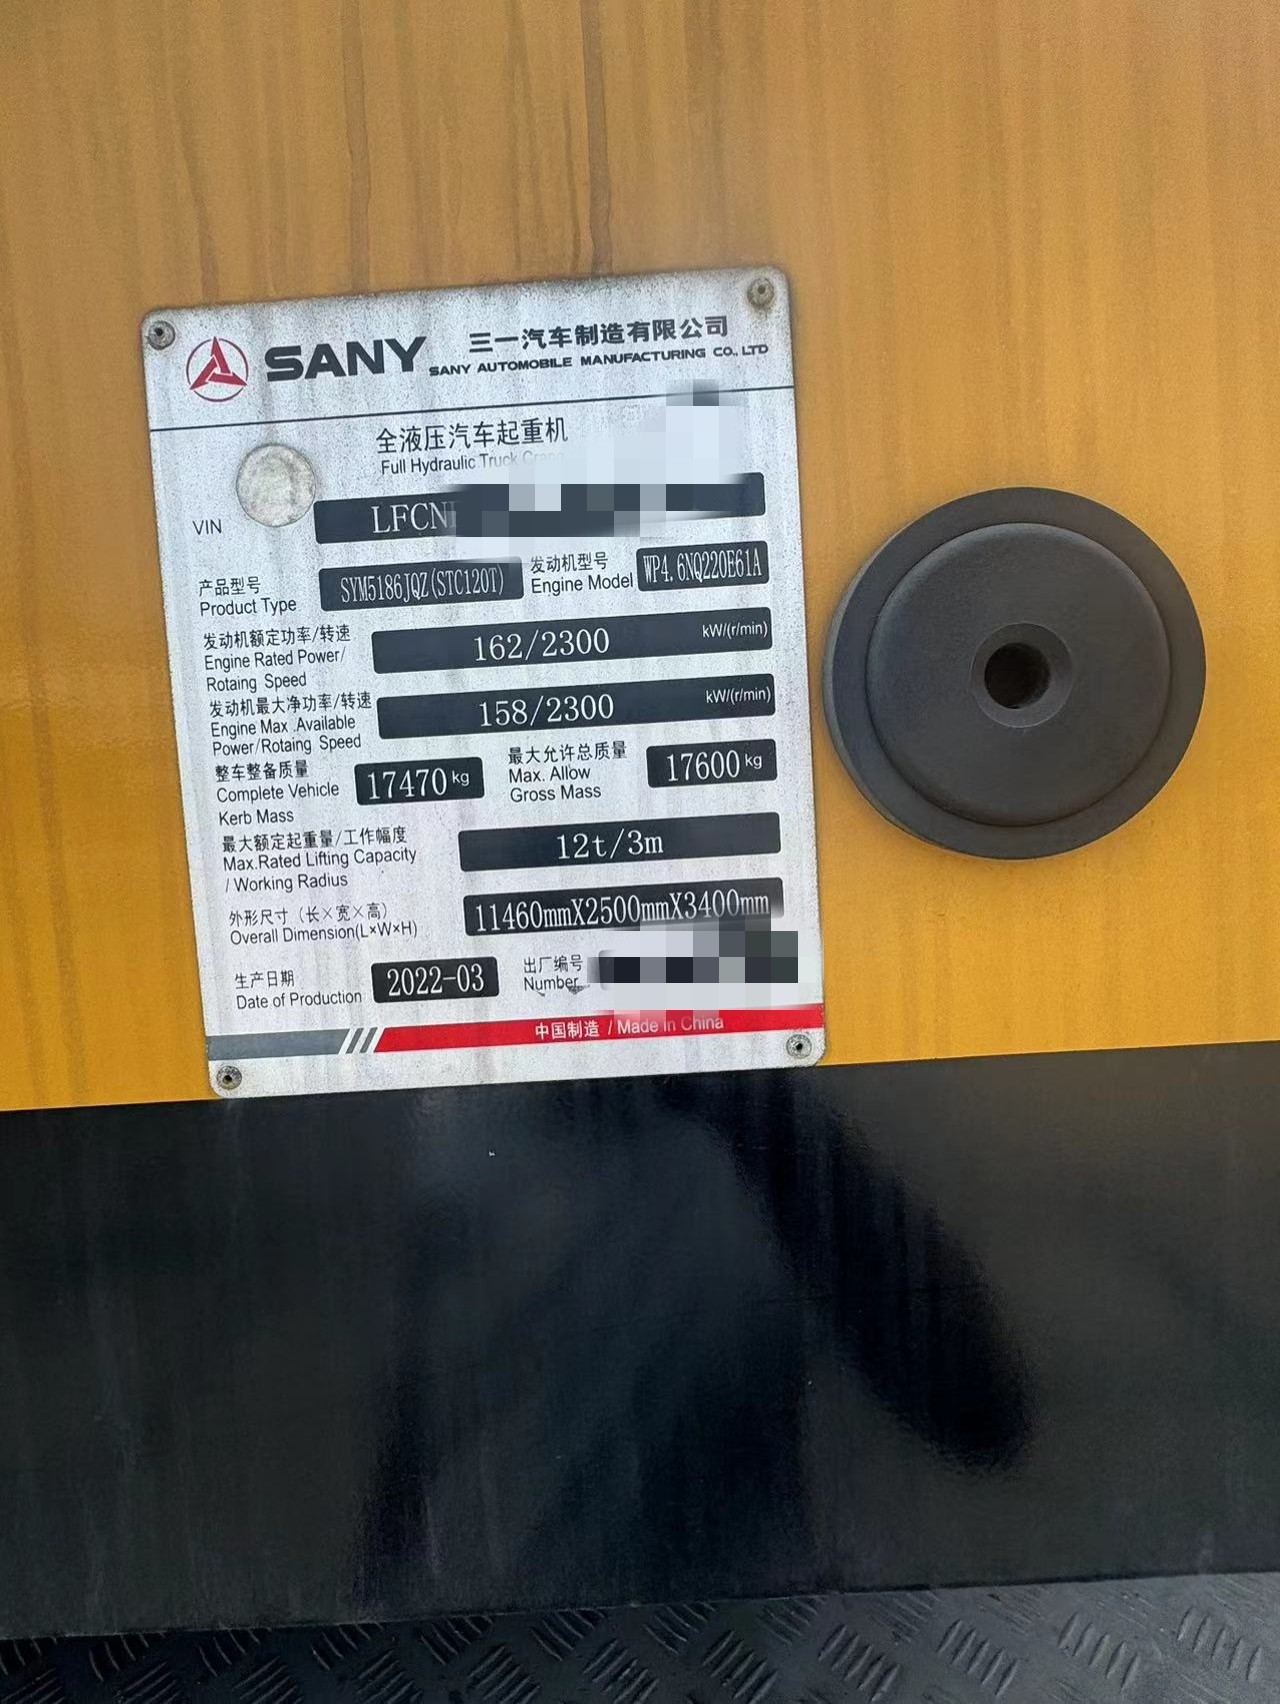 SANY 三一汽车制造有限公司
SANY AUTOMOBILE MANUFACTURING CO., LTD
全液压汽车起重机
Full Hydraulic Truck Crane
VIN LFCN
产品型号 SYM5186JQZ(STC120T) 发动机型号 WP4.6NQ220E61A
Product Type Engine Model
发动机额定功率/转速 162/2300 kW/(r/min)
Engine Rated Power/
Rotaing Speed
发动机最大净功率/转速 158/2300 kW/(r/min)
Engine Max .Available
Power/Rotaing Speed
整车整备质量 17470 kg 最大允许总质量 17600 kg
Complete Vehicle Max. Allow
Kerb Mass Gross Mass
最大额定起重量/工作幅度 12t/3m
Max.Rated Lifting Capacity
/ Working Radius
外形尺寸（长×宽×高） 11460mmX2500mmX3400mm
Overall Dimension(L×W×H)
生产日期 2022-03 出厂编号
Date of Production Number
中国制造 / Made in China